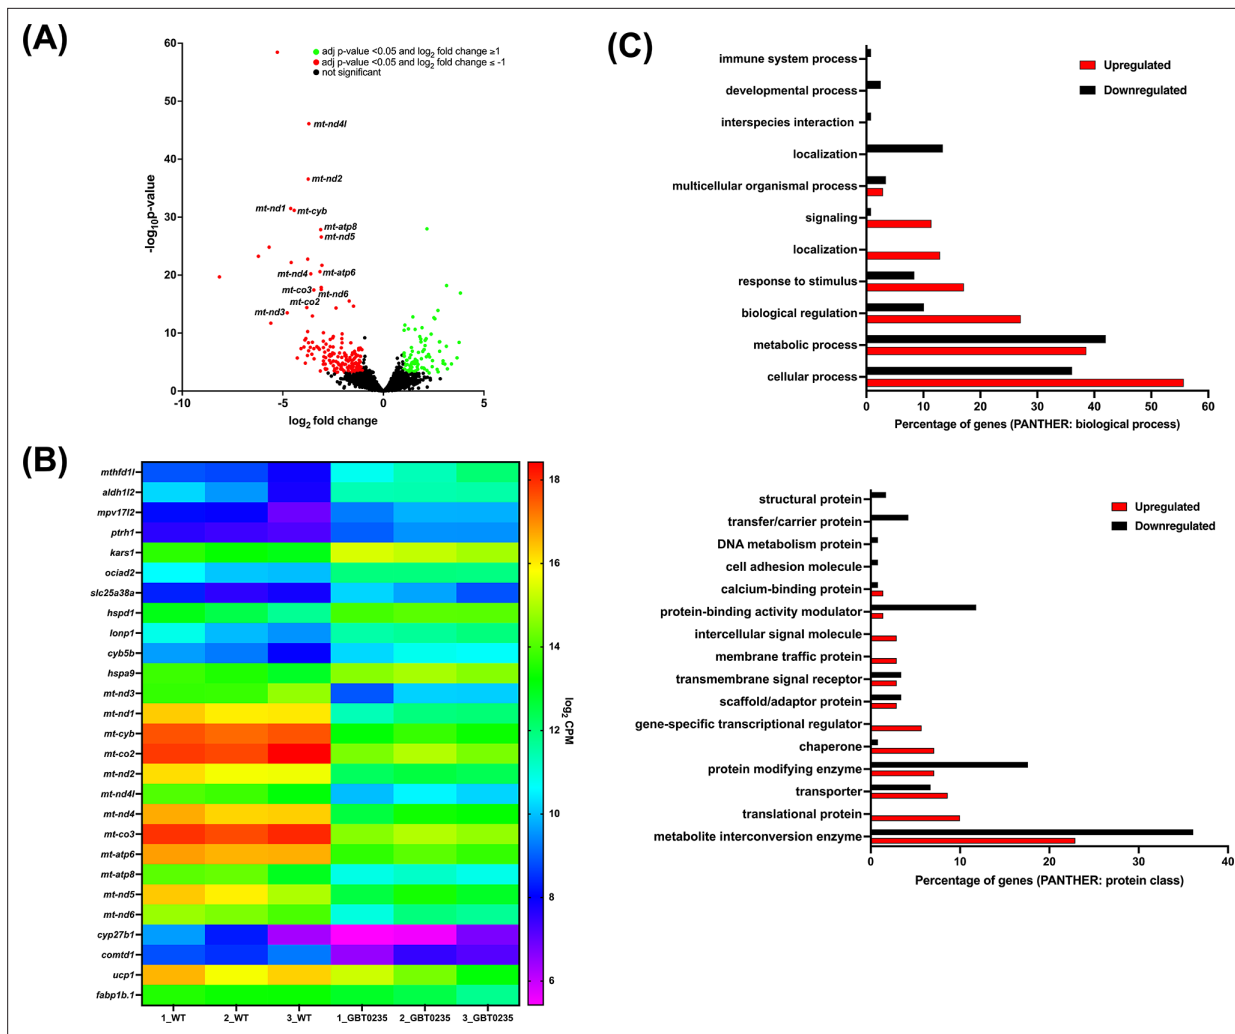 (A)
60
50
40
30
20
10
0
-log10p-value
-10
-5
0
5
log2 fold change
adj p-value <0.05 and log2 fold change ≥1
adj p-value <0.05 and log2 fold change ≤ -1
not significant
mt-nd4l
mt-nd2
mt-nd1
mt-cyb
mt-atp8
mt-nd5
mt-nd4
mt-atp6
mt-co3
mt-nd6
mt-co2
mt-nd3
(B)
mthfd1l
aldh1l2
mpv17l2
ptrh1
kars1
ociad2
slc25a38a
hspd1
lonp1
cyb5b
hspa9
mt-nd3
mt-nd1
mt-cyb
mt-co2
mt-nd2
mt-nd4l
mt-nd4
mt-co3
mt-atp6
mt-atp8
mt-nd5
mt-nd6
cyp27b1
comtd1
ucp1
fabp1b.1
1_WT
2_WT
3_WT
1_GBT0235
2_GBT0235
3_GBT0235
18
16
14
12
10
8
6
log2 CPM
(C)
immune system process
developmental process
interspecies interaction
localization
multicellular organismal process
signaling
localization
response to stimulus
biological regulation
metabolic process
cellular process
Upregulated
Downregulated
0
10
20
30
40
50
60
Percentage of genes (PANTHER: biological process)
structural protein
transfer/carrier protein
DNA metabolism protein
cell adhesion molecule
calcium-binding protein
protein-binding activity modulator
intercellular signal molecule
membrane traffic protein
transmembrane signal receptor
scaffold/adaptor protein
gene-specific transcriptional regulator
chaperone
protein modifying enzyme
transporter
translational protein
metabolite interconversion enzyme
Upregulated
Downregulated
0
10
20
30
40
Percentage of genes (PANTHER: protein class)